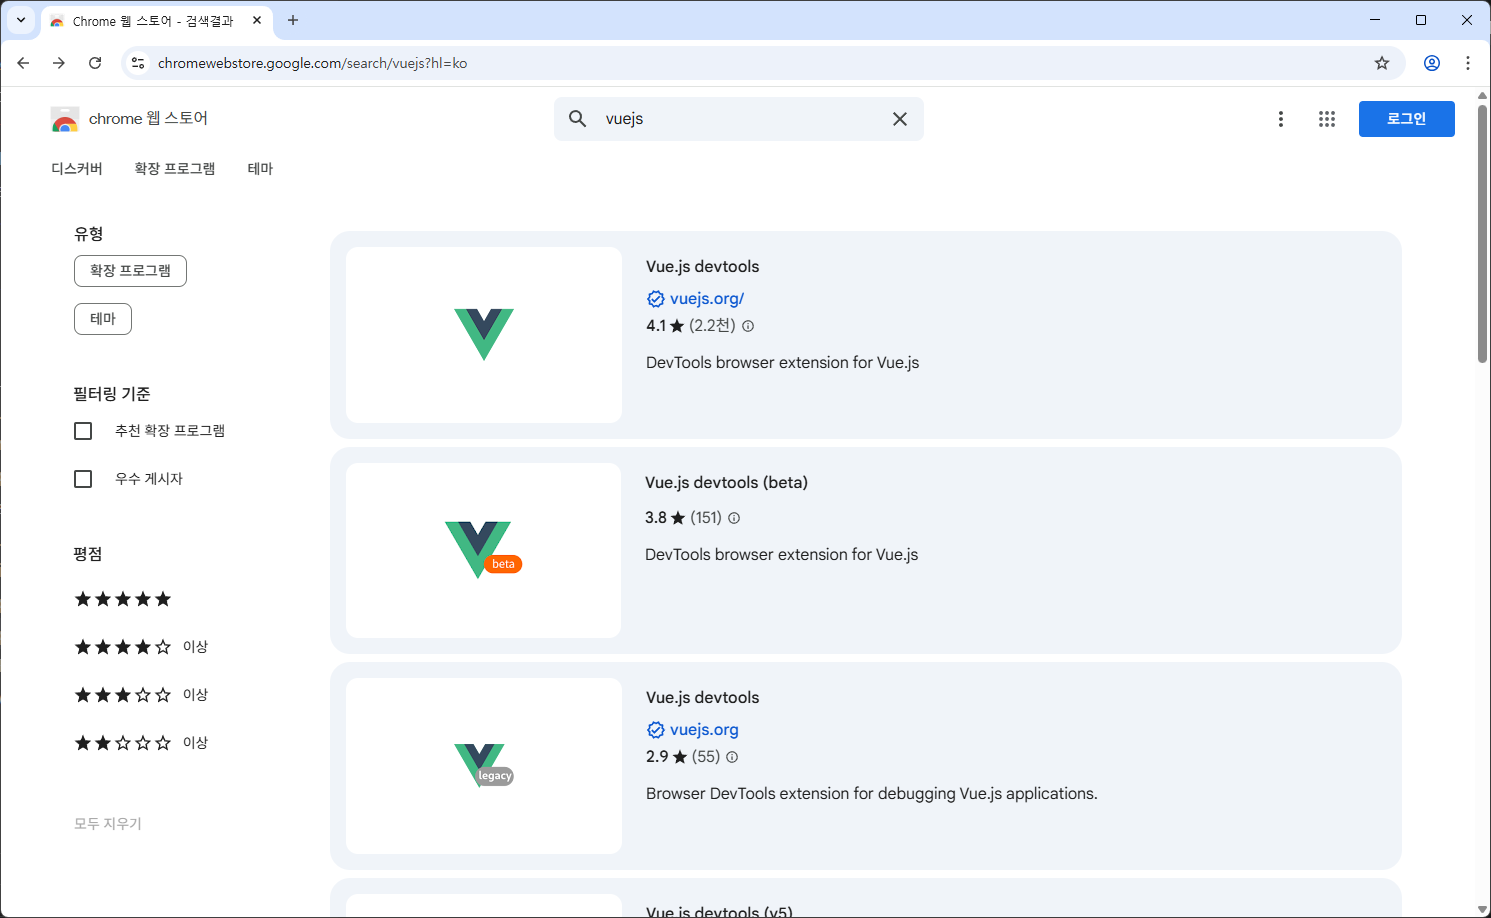 Chrome 웹 스토어 - 검색결과
chromewebstore.google.com/search/vuejs?hl=ko
chrome 웹 스토어
vuejs
로그인
디스커버
확장 프로그램
테마
유형
확장 프로그램
테마
필터링 기준
추천 확장 프로그램
우수 게시자
평점
이상
이상
이상
모두 지우기
Vue.js devtools
vuejs.org/
4.1 ★ (2.2천)
DevTools browser extension for Vue.js
beta
Vue.js devtools (beta)
3.8 ★ (151)
DevTools browser extension for Vue.js
legacy
Vue.js devtools
vuejs.org
2.9 ★ (55)
Browser DevTools extension for debugging Vue.js applications.
Vue.js devtools (v5)